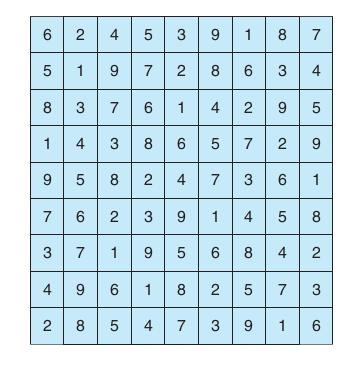 6 2 4 5 3 9 1 8 7
5 1 9 7 2 8 6 3 4
8 3 7 6 1 4 2 9 5
1 4 3 8 6 5 7 2 9
9 5 8 2 4 7 3 6 1
7 6 2 3 9 1 4 5 8
3 7 1 9 5 6 8 4 2
4 9 6 1 8 2 5 7 3
2 8 5 4 7 3 9 1 6